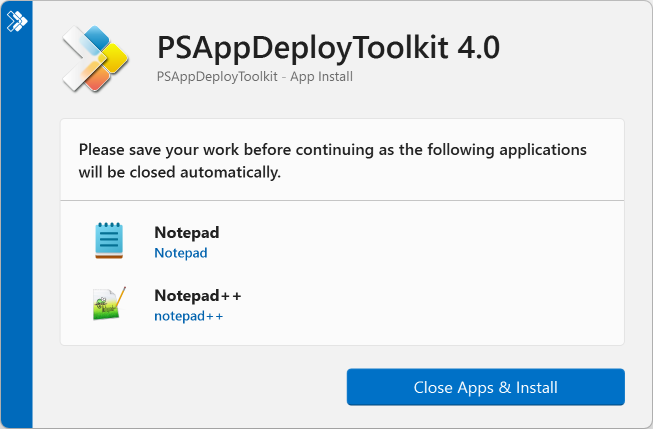 PSAppDeployToolkit 4.0
PSAppDeployToolkit - App Install
Please save your work before continuing as the following applications
will be closed automatically.
Notepad
Notepad
Notepad++
notepad++
Close Apps & Install